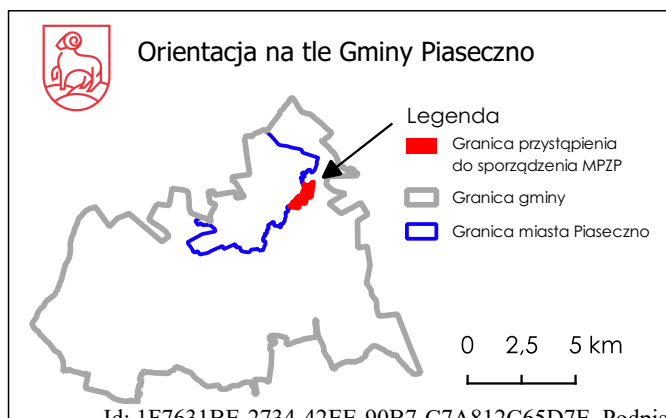 Orientacja na tle Gminy Piaseczno
Legenda
Granica przystąpienia
do sporządzenia MPZP
Granica gminy
Granica miasta Piaseczno
0 2,5 5 km